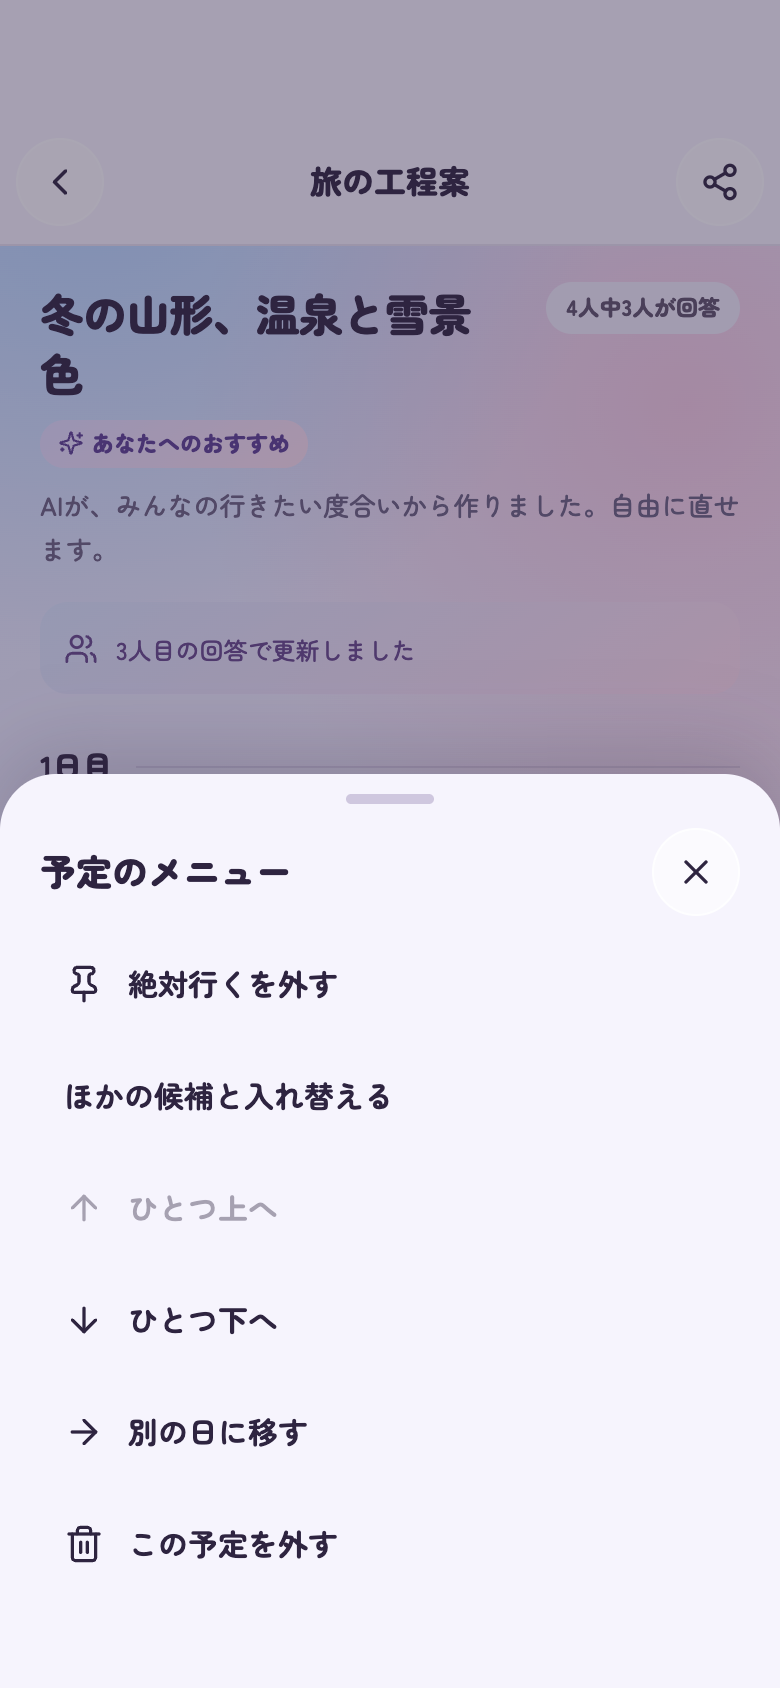 旅の工程案
冬の山形、温泉と雪景
色
4人中3人が回答
あなたへのおすすめ
AIが、みんなの行きたい度合いから作りました。自由に直せ
ます。
3人目の回答で更新しました
1日目
予定のメニュー
絶対行くを外す
ほかの候補と入れ替える
ひとつ上へ
ひとつ下へ
別の日に移す
この予定を外す